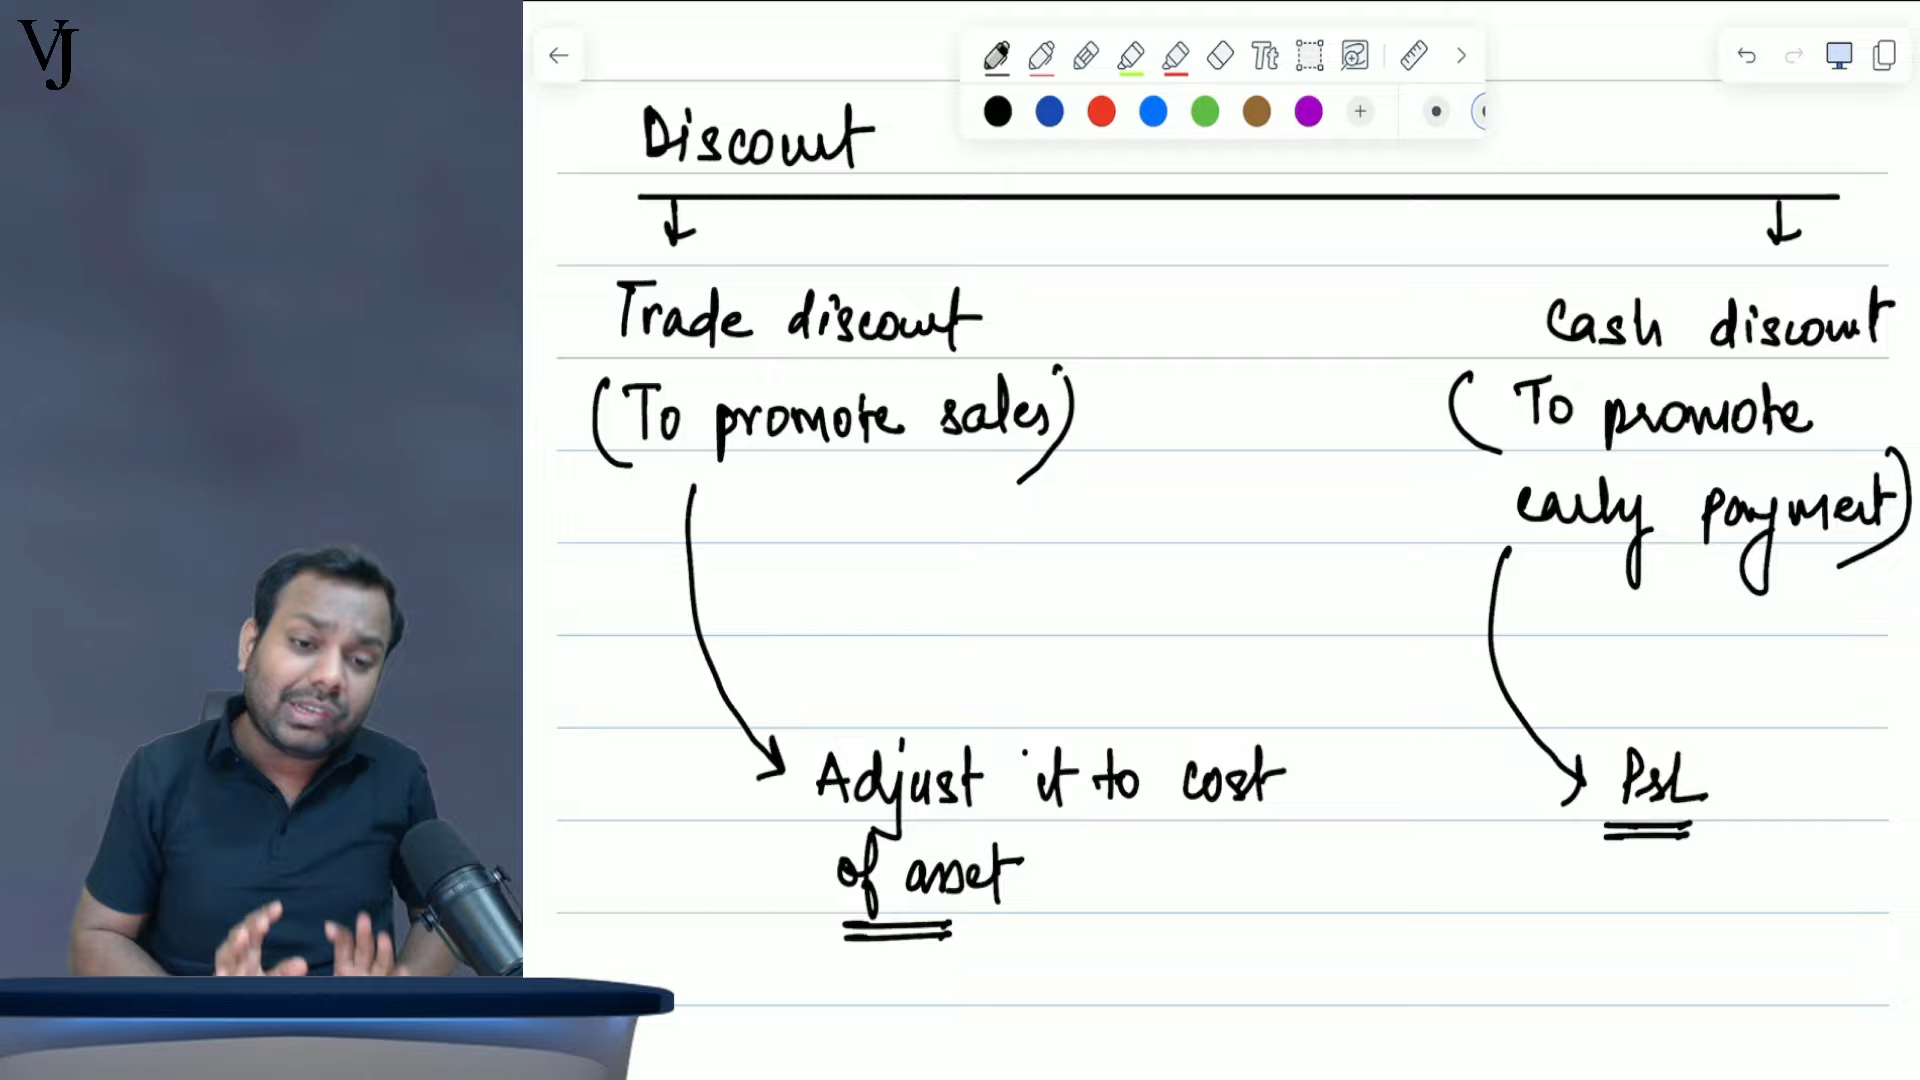 VJ
Tt
Discount
Trade discount
Cash discount
(To promote sales)
(To promote
early payment)
Adjust it to cost
of asset
P&L